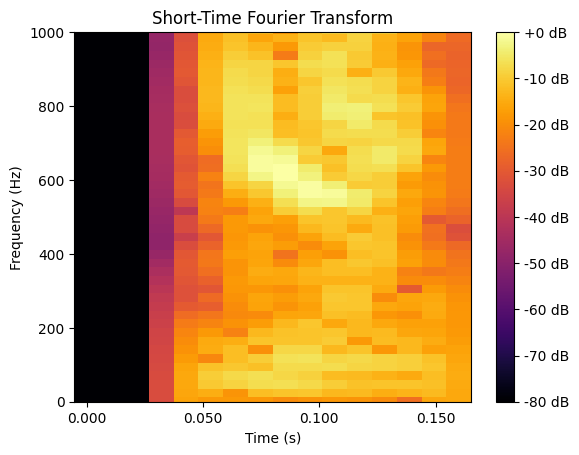 Short-Time Fourier Transform
Frequency (Hz)
1000
800
600
400
200
0
0.000
0.050
0.100
0.150
Time (s)
+0 dB
-10 dB
-20 dB
-30 dB
-40 dB
-50 dB
-60 dB
-70 dB
-80 dB